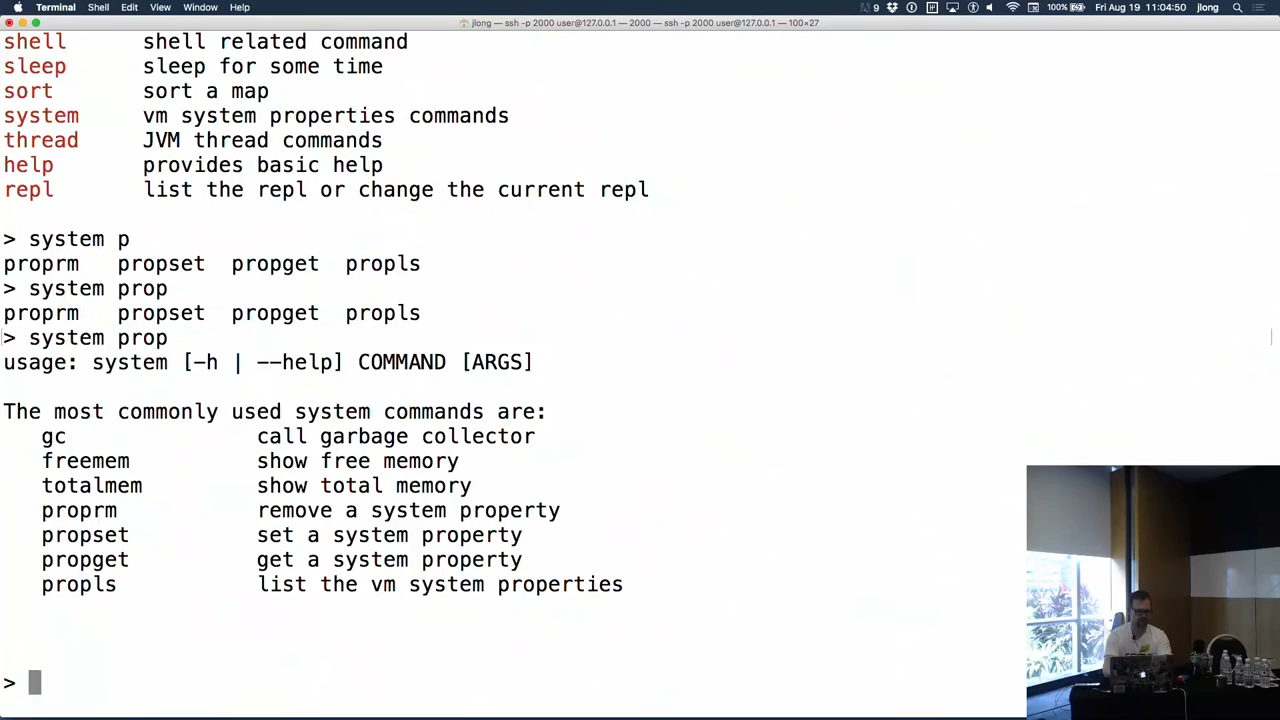 Terminal Shell Edit View Window Help 9 100% Fri Aug 19 11:04:50 jlong
jlong — ssh -p 2000 user@127.0.0.1 — 2000 — ssh -p 2000 user@127.0.0.1 — 100×27
shell shell related command
sleep sleep for some time
sort sort a map
system vm system properties commands
thread JVM thread commands
help provides basic help
repl list the repl or change the current repl
> system p
proprm propset propget propls
> system prop
proprm propset propget propls
> system prop
usage: system [-h | --help] COMMAND [ARGS]
The most commonly used system commands are:
gc call garbage collector
freemem show free memory
totalmem show total memory
proprm remove a system property
propset set a system property
propget get a system property
propls list the vm system properties
>